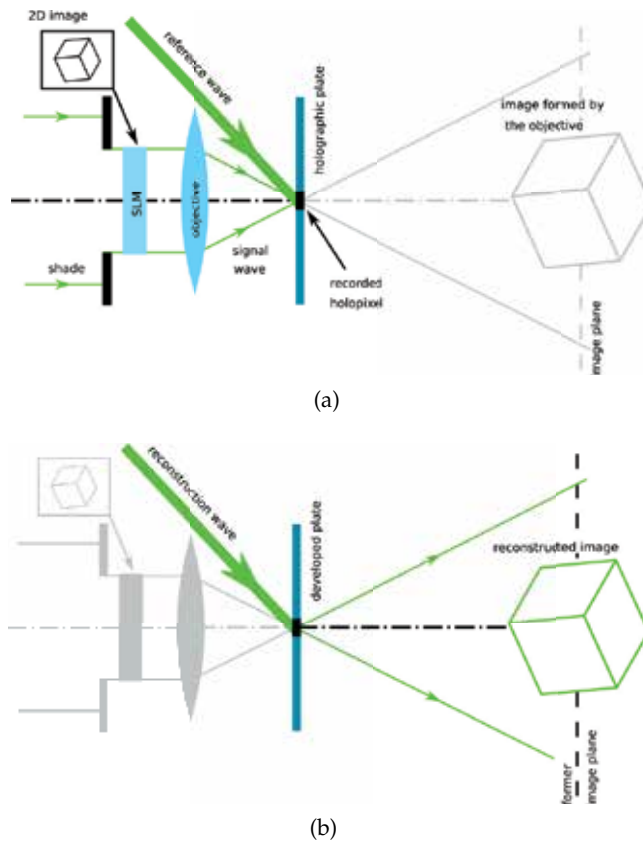 2D image
reference wave
holographic plate
image formed by
the objective
SLM
objective
signal
wave
shade
recorded
holopixel
image plane
(a)
reconstruction wave
developed plate
reconstructed image
former
image plane
(b)